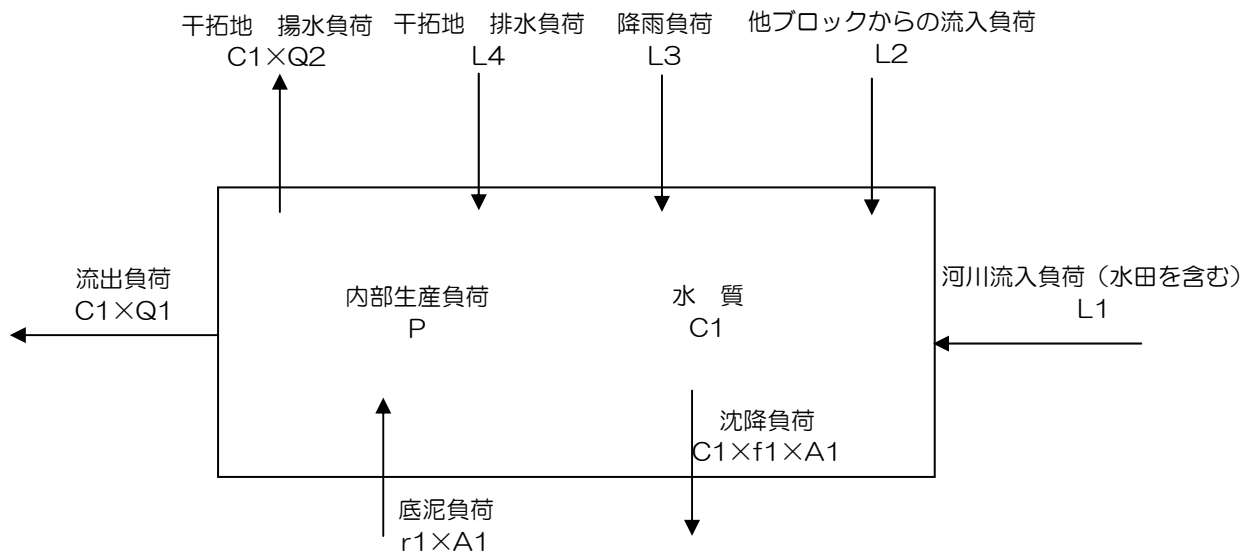 干拓地　揚水負荷
C1×Q2
干拓地　排水負荷
L4
降雨負荷
L3
他ブロックからの流入負荷
L2
流出負荷
C1×Q1
内部生産負荷
P
水　質
C1
河川流入負荷（水田を含む）
L1
沈降負荷
C1×f1×A1
底泥負荷
r1×A1